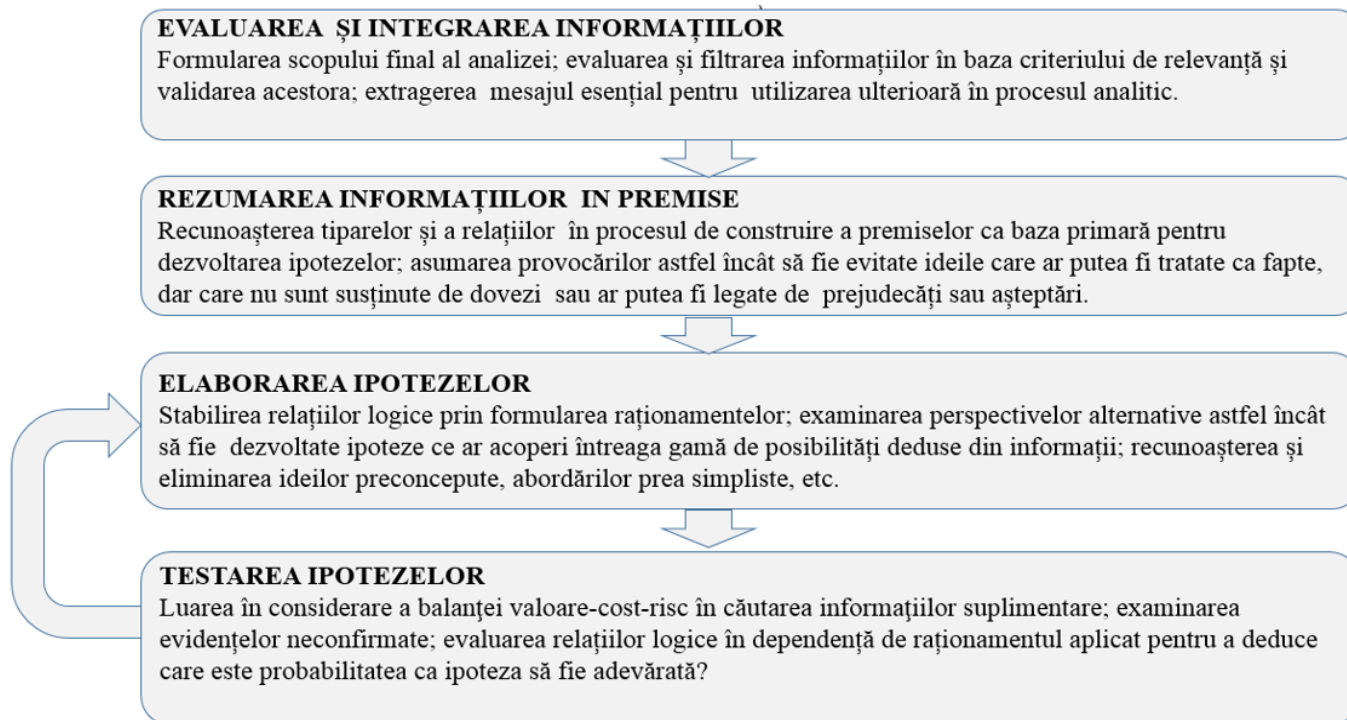 EVALUAREA ȘI INTEGRAREA INFORMAȚIILOR
Formularea scopului final al analizei; evaluarea și filtrarea informațiilor în baza criteriului de relevanță și
validarea acestora; extragerea mesajul esențial pentru utilizarea ulterioară în procesul analitic.
REZUMAREA INFORMAȚIILOR IN PREMISE
Recunoașterea tiparelor și a relațiilor în procesul de construire a premiselor ca baza primară pentru
dezvoltarea ipotezelor; asumarea provocărilor astfel încât să fie evitate ideile care ar putea fi tratate ca fapte,
dar care nu sunt susținute de dovezi sau ar putea fi legate de prejudecăți sau așteptări.
ELABORAREA IPOTEZELOR
Stabilirea relațiilor logice prin formularea raționamentelor; examinarea perspectivelor alternative astfel încât
să fie dezvoltate ipoteze ce ar acoperi întreaga gamă de posibilități deduse din informații; recunoașterea și
eliminarea ideilor preconcepute, abordărilor prea simpliste, etc.
TESTAREA IPOTEZELOR
Luarea în considerare a balanţei valoare-cost-risc în căutarea informaţiilor suplimentare; examinarea
evidențelor neconfirmate; evaluarea relațiilor logice în dependență de raționamentul aplicat pentru a deduce
care este probabilitatea ca ipoteza să fie adevărată?